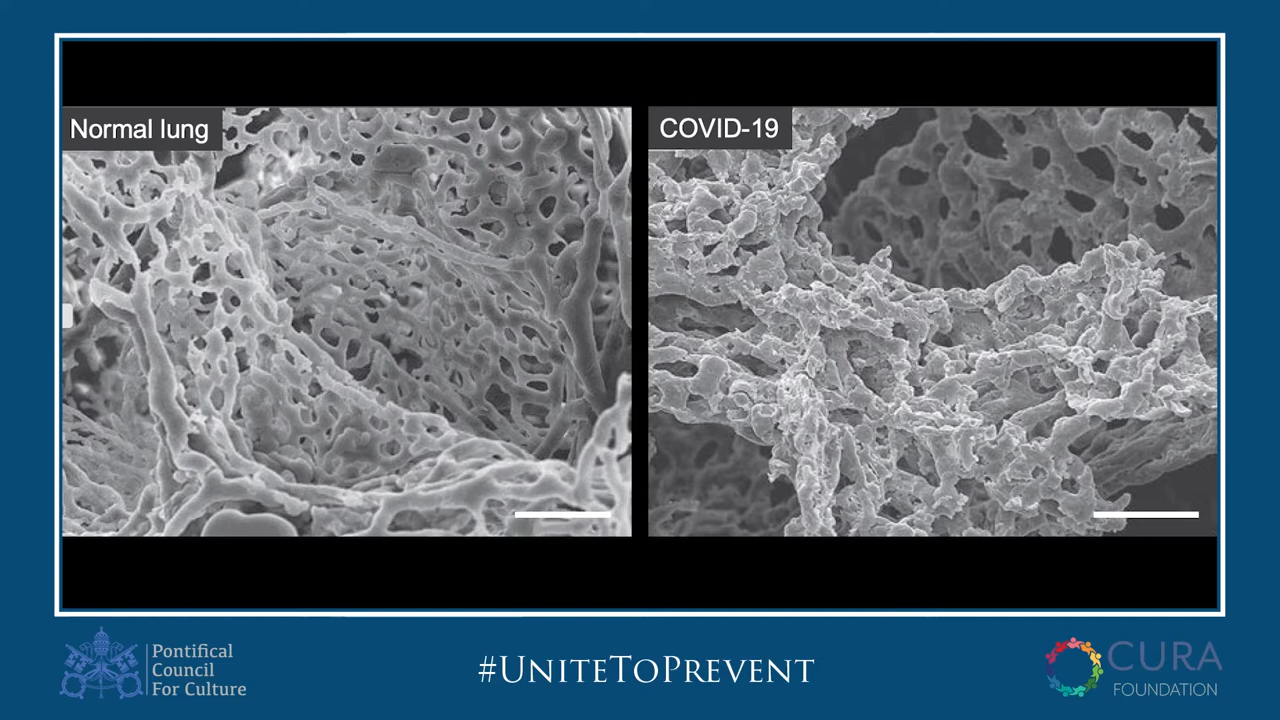 Normal lung
COVID-19
Pontifical
Council
For Culture
#UNITETOPREVENT
CURA
FOUNDATION